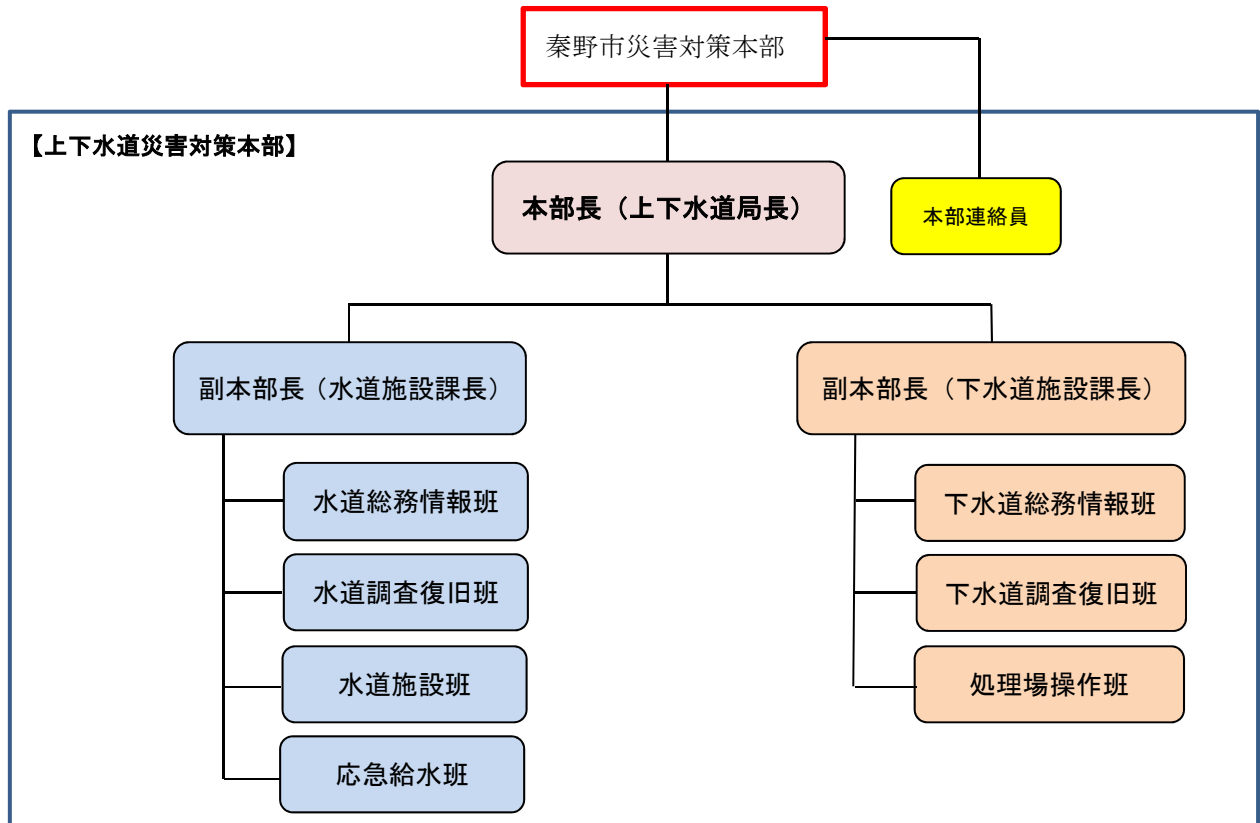 秦野市災害対策本部
【上下水道災害対策本部】
本部長（上下水道局長）
本部連絡員
副本部長（水道施設課長）
副本部長（下水道施設課長）
水道総務情報班
水道調査復旧班
水道施設班
応急給水班
下水道総務情報班
下水道調査復旧班
処理場操作班